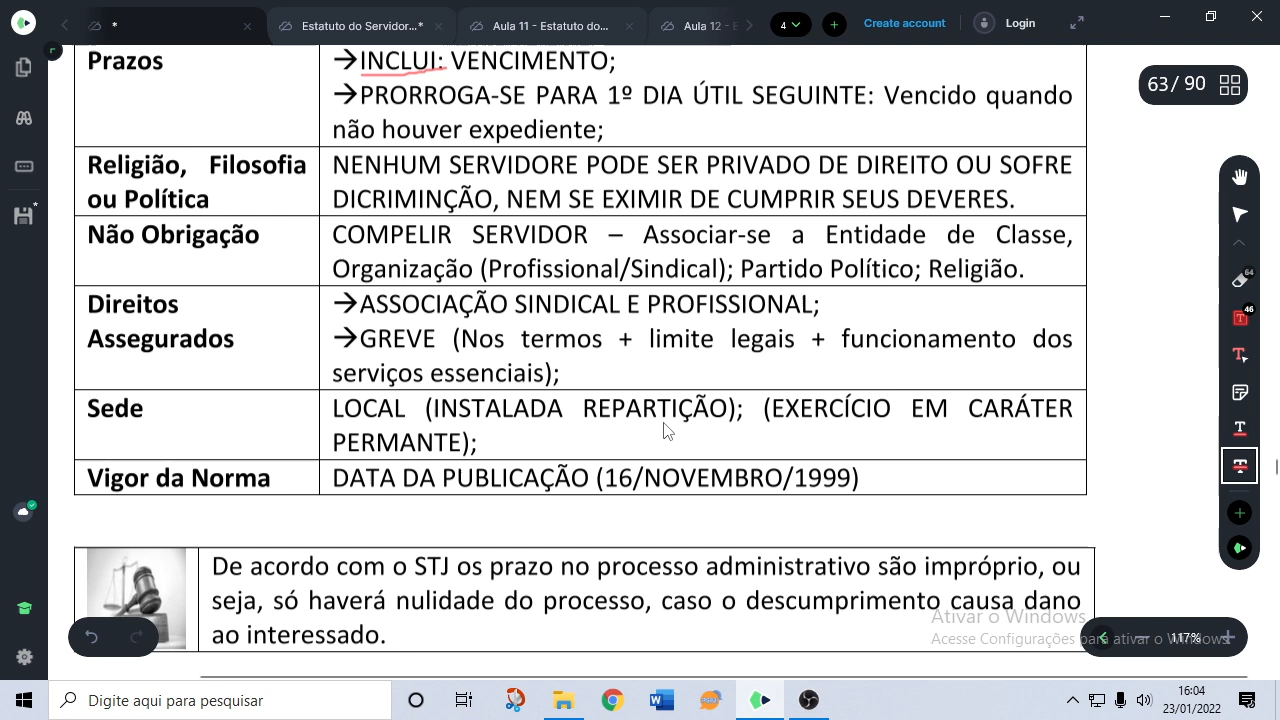 *
Estatuto do Servidor...*
Aula 11 - Estatuto do...
Aula 12 - E
4
Create account
Login
63/ 90
Prazos
→INCLUI: VENCIMENTO;
→PRORROGA-SE PARA 1º DIA ÚTIL SEGUINTE: Vencido quando
não houver expediente;
Religião, Filosofia
ou Política
NENHUM SERVIDORE PODE SER PRIVADO DE DIREITO OU SOFRE
DICRIMINÇÃO, NEM SE EXIMIR DE CUMPRIR SEUS DEVERES.
Não Obrigação
COMPELIR SERVIDOR – Associar-se a Entidade de Classe,
Organização (Profissional/Sindical); Partido Político; Religião.
Direitos
Assegurados
→ASSOCIAÇÃO SINDICAL E PROFISSIONAL;
→GREVE (Nos termos + limite legais + funcionamento dos
serviços essenciais);
Sede
LOCAL (INSTALADA REPARTIÇÃO); (EXERCÍCIO EM CARÁTER
PERMANTE);
Vigor da Norma
DATA DA PUBLICAÇÃO (16/NOVEMBRO/1999)
De acordo com o STJ os prazo no processo administrativo são impróprio, ou
seja, só haverá nulidade do processo, caso o descumprimento causa dano
ao interessado.
64
46
Ativar o Windows
Acesse Configurações para ativar o Windows.
117%
Digite aqui para pesquisar
16:04
23/01/2022